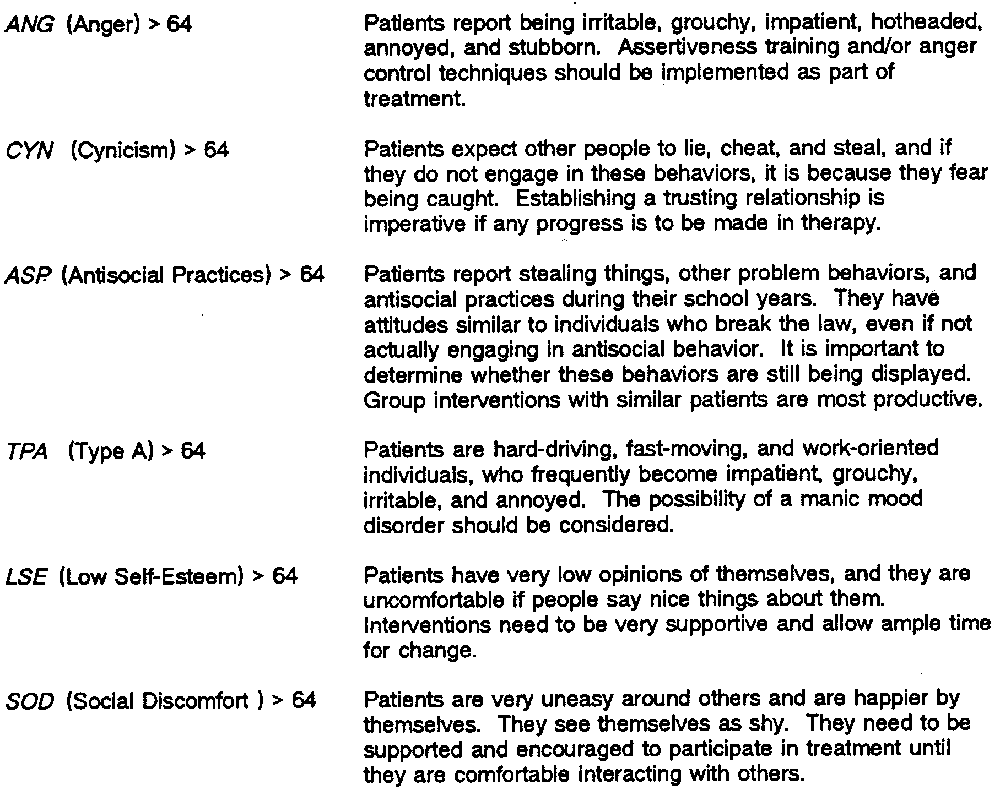 ANG (Anger) > 64 Patients report being irritable, grouchy, impatient, hotheaded,
annoyed, and stubborn. Assertiveness training and/or anger
control techniques should be implemented as part of
treatment.
CYN (Cynicism) > 64 Patients expect other people to lie, cheat, and steal, and if
they do not engage in these behaviors, it is because they fear
being caught. Establishing a trusting relationship is
imperative if any progress is to be made in therapy.
ASP (Antisocial Practices) > 64 Patients report stealing things, other problem behaviors, and
antisocial practices during their school years. They have
attitudes similar to individuals who break the law, even if not
actually engaging in antisocial behavior. It is important to
determine whether these behaviors are still being displayed.
Group interventions with similar patients are most productive.
TPA (Type A) > 64 Patients are hard-driving, fast-moving, and work-oriented
individuals, who frequently become impatient, grouchy,
irritable, and annoyed. The possibility of a manic mood
disorder should be considered.
LSE (Low Self-Esteem) > 64 Patients have very low opinions of themselves, and they are
uncomfortable if people say nice things about them.
Interventions need to be very supportive and allow ample time
for change.
SOD (Social Discomfort ) > 64 Patients are very uneasy around others and are happier by
themselves. They see themselves as shy. They need to be
supported and encouraged to participate in treatment until
they are comfortable interacting with others.